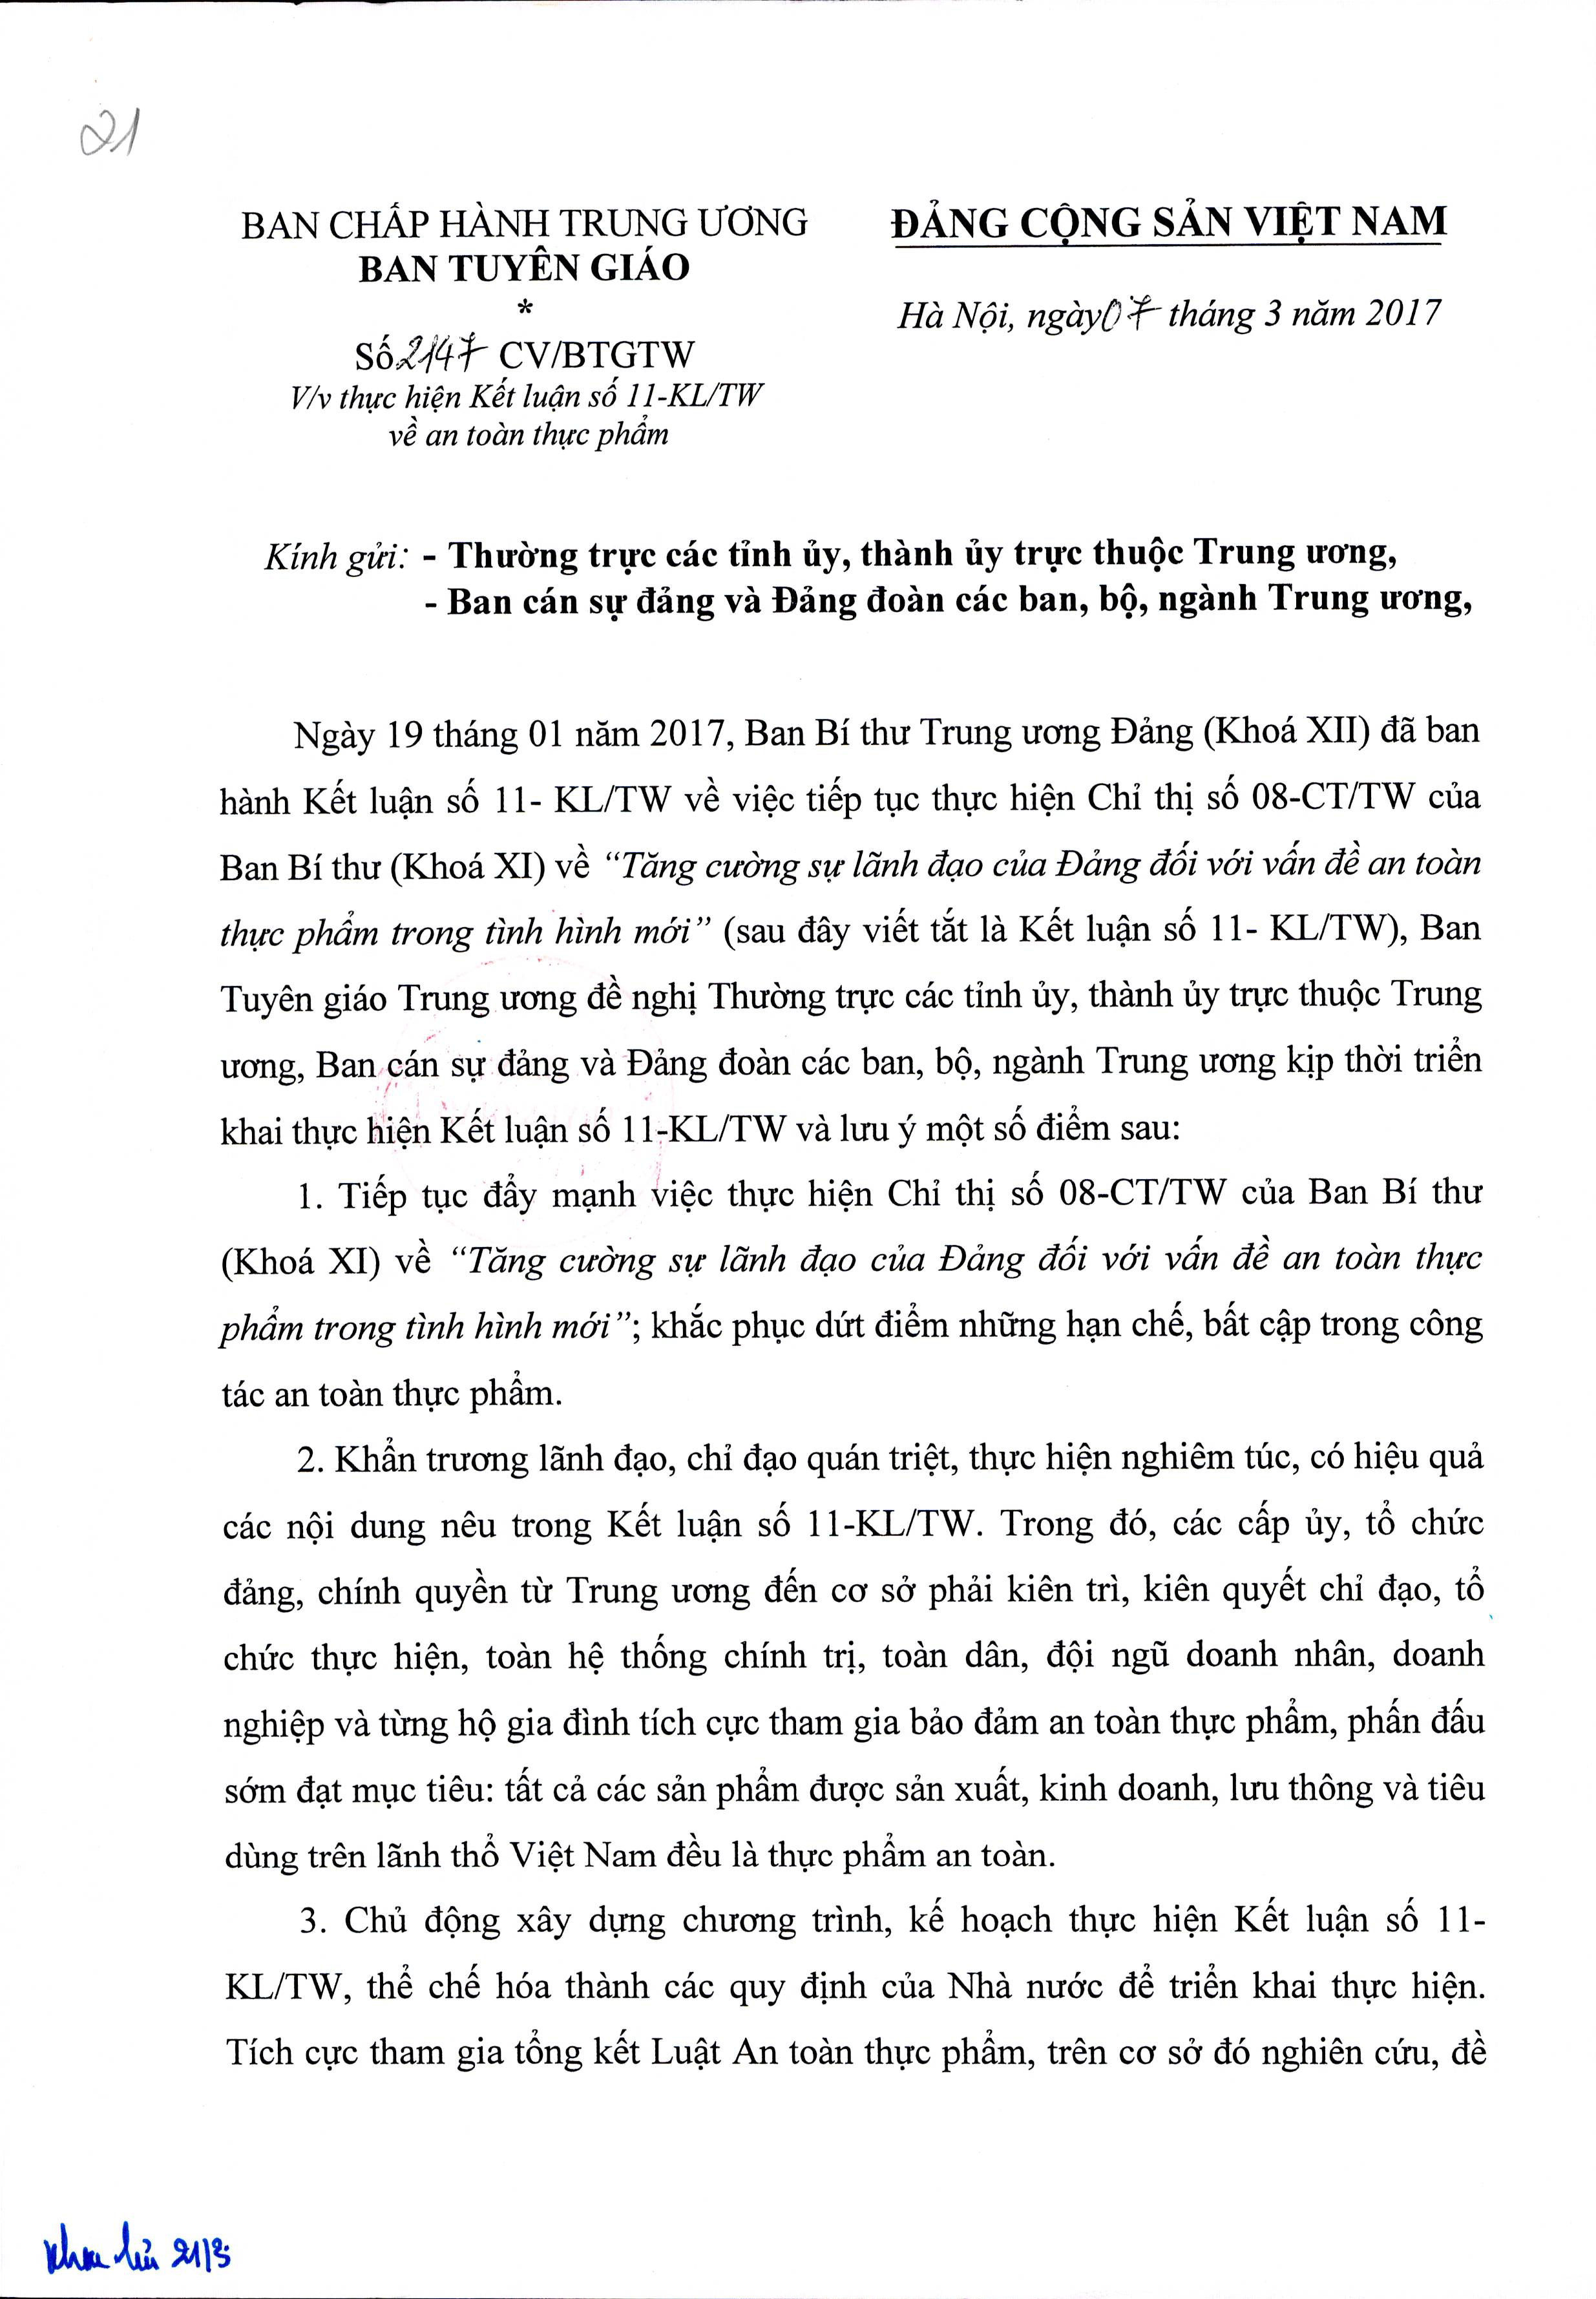 21
BAN CHẤP HÀNH TRUNG ƯƠNG
BAN TUYÊN GIÁO
*
Số 2147 CV/BTGTW
V/v thực hiện Kết luận số 11-KL/TW
về an toàn thực phẩm
ĐẢNG CỘNG SẢN VIỆT NAM
Hà Nội, ngày 07 tháng 3 năm 2017
Kính gửi: - Thường trực các tỉnh ủy, thành ủy trực thuộc Trung ương,
- Ban cán sự đảng và Đảng đoàn các ban, bộ, ngành Trung ương,
Ngày 19 tháng 01 năm 2017, Ban Bí thư Trung ương Đảng (Khoá XII) đã ban
hành Kết luận số 11- KL/TW về việc tiếp tục thực hiện Chỉ thị số 08-CT/TW của
Ban Bí thư (Khoá XI) về “Tăng cường sự lãnh đạo của Đảng đối với vấn đề an toàn
thực phẩm trong tình hình mới” (sau đây viết tắt là Kết luận số 11- KL/TW), Ban
Tuyên giáo Trung ương đề nghị Thường trực các tỉnh ủy, thành ủy trực thuộc Trung
ương, Ban cán sự đảng và Đảng đoàn các ban, bộ, ngành Trung ương kịp thời triển
khai thực hiện Kết luận số 11-KL/TW và lưu ý một số điểm sau:
1. Tiếp tục đẩy mạnh việc thực hiện Chỉ thị số 08-CT/TW của Ban Bí thư
(Khoá XI) về “Tăng cường sự lãnh đạo của Đảng đối với vấn đề an toàn thực
phẩm trong tình hình mới”; khắc phục dứt điểm những hạn chế, bất cập trong công
tác an toàn thực phẩm.
2. Khẩn trương lãnh đạo, chỉ đạo quán triệt, thực hiện nghiêm túc, có hiệu quả
các nội dung nêu trong Kết luận số 11-KL/TW. Trong đó, các cấp ủy, tổ chức
đảng, chính quyền từ Trung ương đến cơ sở phải kiên trì, kiên quyết chỉ đạo, tổ
chức thực hiện, toàn hệ thống chính trị, toàn dân, đội ngũ doanh nhân, doanh
nghiệp và từng hộ gia đình tích cực tham gia bảo đảm an toàn thực phẩm, phấn đấu
sớm đạt mục tiêu: tất cả các sản phẩm được sản xuất, kinh doanh, lưu thông và tiêu
dùng trên lãnh thổ Việt Nam đều là thực phẩm an toàn.
3. Chủ động xây dựng chương trình, kế hoạch thực hiện Kết luận số 11-
KL/TW, thể chế hóa thành các quy định của Nhà nước để triển khai thực hiện.
Tích cực tham gia tổng kết Luật An toàn thực phẩm, trên cơ sở đó nghiên cứu, đề
21/3